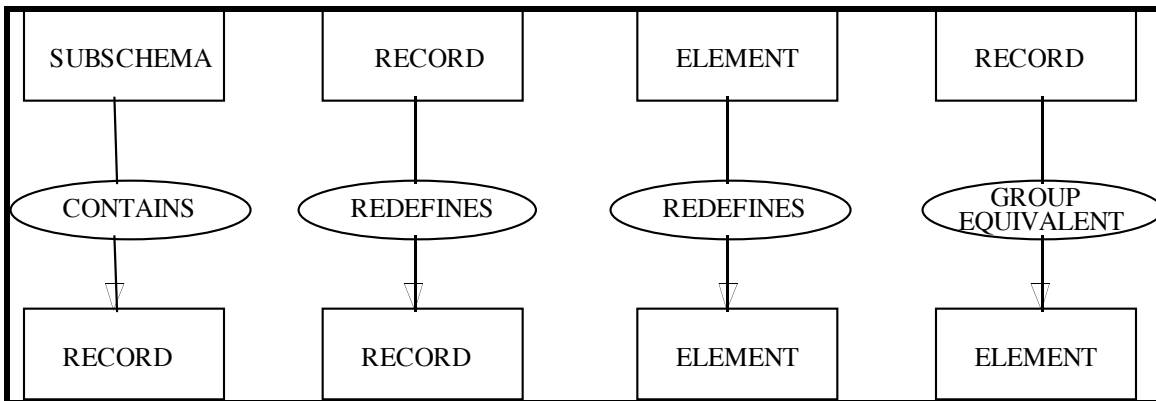 SUBSCHEMA
RECORD
ELEMENT
RECORD
CONTAINS
REDEFINES
REDEFINES
GROUP
EQUIVALENT
RECORD
RECORD
ELEMENT
ELEMENT